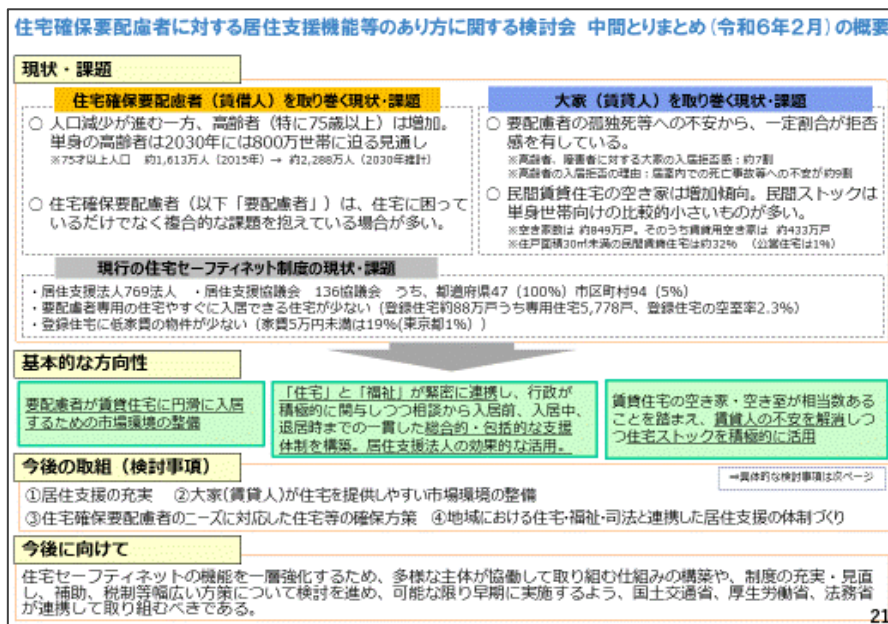 住宅確保要配慮者に対する居住支援機能等のあり方に関する検討会 中間とりまとめ(令和6年2月)の概要
現状・課題
住宅確保要配慮者(賃借人)を取り巻く現状・課題
○ 人口減少が進む一方、高齢者(特に75歳以上)は増加。
単身の高齢者は2030年には800万世帯に迫る見通し
※75才以上人口 約1,613万人(2015年)→ 約2,288万人(2030年推計)
○ 住宅確保要配慮者(以下「要配慮者」)は、住宅に困って
いるだけでなく複合的な課題を抱えている場合が多い。
大家(賃貸人)を取り巻く現状・課題
○ 要配慮者の孤独死等への不安から、一定割合が拒否
感を有している。
※高齢者、障害者に対する大家の入居拒否感:約7割
※高齢者の入居拒否の理由:居室内での死亡事故等への不安が約9割
○ 民間賃貸住宅の空き家は増加傾向。民間ストックは
単身世帯向けの比較的小さいものが多い。
※空き家数は 約849万戸。そのうち賃貸用空き家は 約433万戸
※住戸面積30㎡未満の民間賃貸住宅は約32% (公営住宅は1%)
現行の住宅セーフティネット制度の現状・課題
・居住支援法人769法人 ・居住支援協議会 136協議会 うち、都道府県47(100%)市区町村94(5%)
・要配慮者専用の住宅やすぐに入居できる住宅が少ない(登録住宅約88万戸うち専用住宅5,778戸、登録住宅の空室率2.3%)
・登録住宅に低家賃の物件が少ない(家賃5万円未満は19%(東京都1%))
基本的な方向性
要配慮者が賃貸住宅に円滑に入居
するための市場環境の整備
「住宅」と「福祉」が緊密に連携し、行政が
積極的に関与しつつ相談から入居前、入居中、
退居時までの一貫した総合的・包括的な支援
体制を構築。居住支援法人の効果的な活用。
賃貸住宅の空き家・空き室が相当数ある
ことを踏まえ、賃貸人の不安を解消しつ
つ住宅ストックを積極的に活用
今後の取組(検討事項)
⇒具体的な検討事項は次ページ
①居住支援の充実 ②大家(賃貸人)が住宅を提供しやすい市場環境の整備
③住宅確保要配慮者のニーズに対応した住宅等の確保方策 ④地域における住宅・福祉・司法と連携した居住支援の体制づくり
今後に向けて
住宅セーフティネットの機能を一層強化するため、多様な主体が協働して取り組む仕組みの構築や、制度の充実・見直
し、補助、税制等幅広い方策について検討を進め、可能な限り早期に実施するよう、国土交通省、厚生労働省、法務省
が連携して取り組むべきである。
21